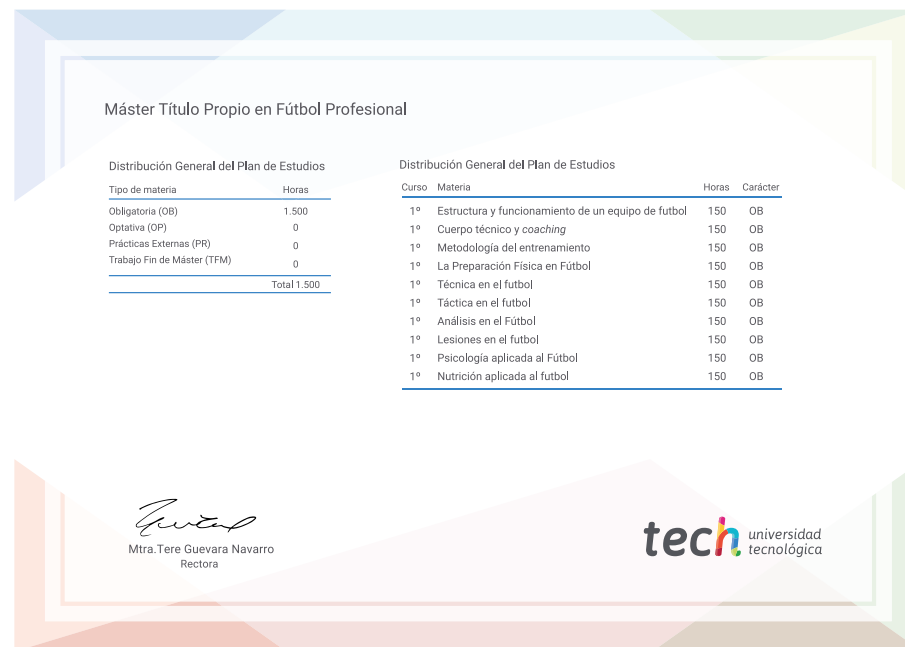 Máster Título Propio en Fútbol Profesional
Distribución General del Plan de Estudios
Tipo de materia Horas
Obligatoria (OB) 1.500
Optativa (OP) 0
Prácticas Externas (PR) 0
Trabajo Fin de Máster (TFM) 0
Total 1.500
Distribución General del Plan de Estudios
Curso Materia Horas Carácter
1º Estructura y funcionamiento de un equipo de futbol 150 OB
1º Cuerpo técnico y coaching 150 OB
1º Metodología del entrenamiento 150 OB
1º La Preparación Física en Fútbol 150 OB
1º Técnica en el futbol 150 OB
1º Táctica en el futbol 150 OB
1º Análisis en el Fútbol 150 OB
1º Lesiones en el futbol 150 OB
1º Psicología aplicada al Fútbol 150 OB
1º Nutrición aplicada al futbol 150 OB
Mtra.Tere Guevara Navarro
Rectora
tech universidad
tecnológica